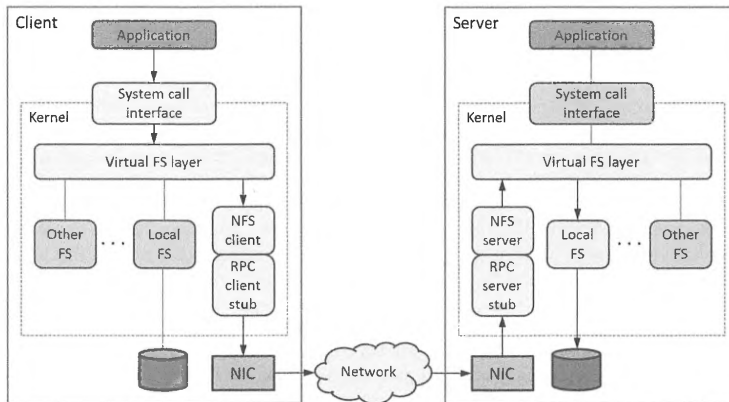 Client
Application
System call
interface
Kernel
Virtual FS layer
Other
FS
...
Local
FS
NFS
client
RPC
client
stub
NIC
Network
Server
Application
System call
interface
Kernel
Virtual FS layer
NFS
server
RPC
server
stub
Local
FS
...
Other
FS
NIC